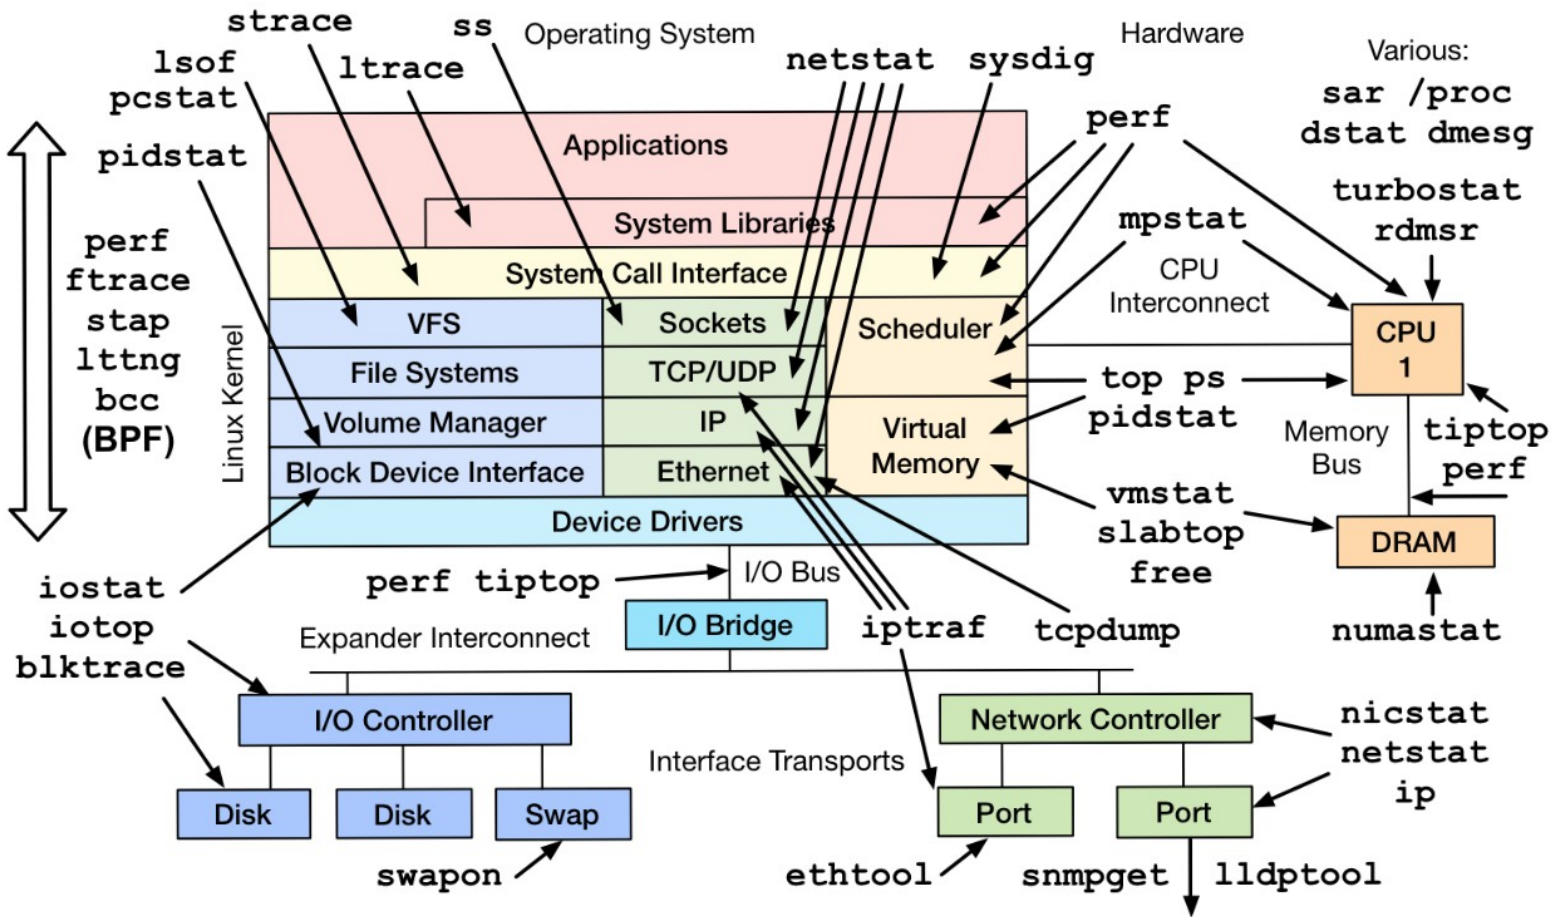 strace
ss
Operating System
Hardware
lsof
pcstat
ltrace
netstat
sysdig
Various:
sar /proc
dstat dmesg
perf
pidstat
Applications
turbostat
rdmsr
System Libraries
mpstat
perf
ftrace
stap
lttng
bcc
(BPF)
System Call Interface
CPU
Interconnect
Linux Kernel
VFS
Sockets
Scheduler
CPU
1
File Systems
TCP/UDP
top ps
pidstat
Volume Manager
IP
Virtual
Memory
Memory
Bus
tiptop
perf
Block Device Interface
Ethernet
vmstat
slabtop
free
Device Drivers
DRAM
iostat
iotop
blktrace
perf tiptop
I/O Bus
I/O Bridge
Expander Interconnect
iptraf
tcpdump
numastat
I/O Controller
Network Controller
nicstat
netstat
ip
Interface Transports
Disk
Disk
Swap
Port
Port
swapon
ethtool
snmpget
lldptool